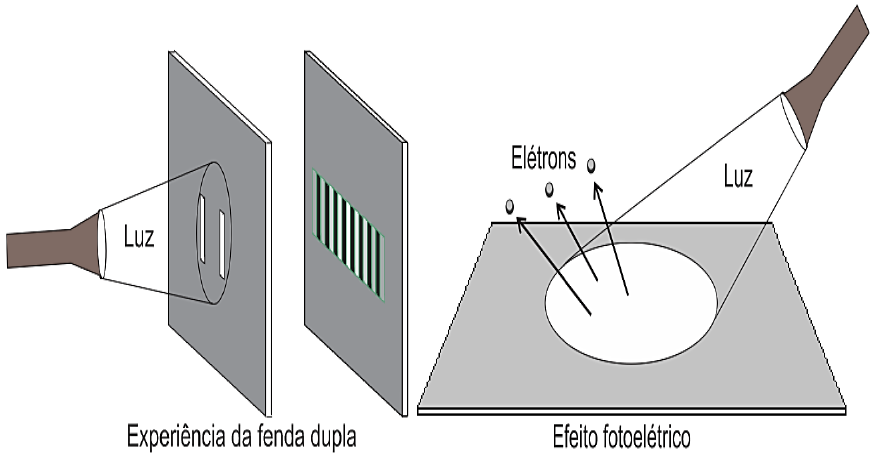 Luz
Experiência da fenda dupla
Elétrons
Luz
Efeito fotoelétrico